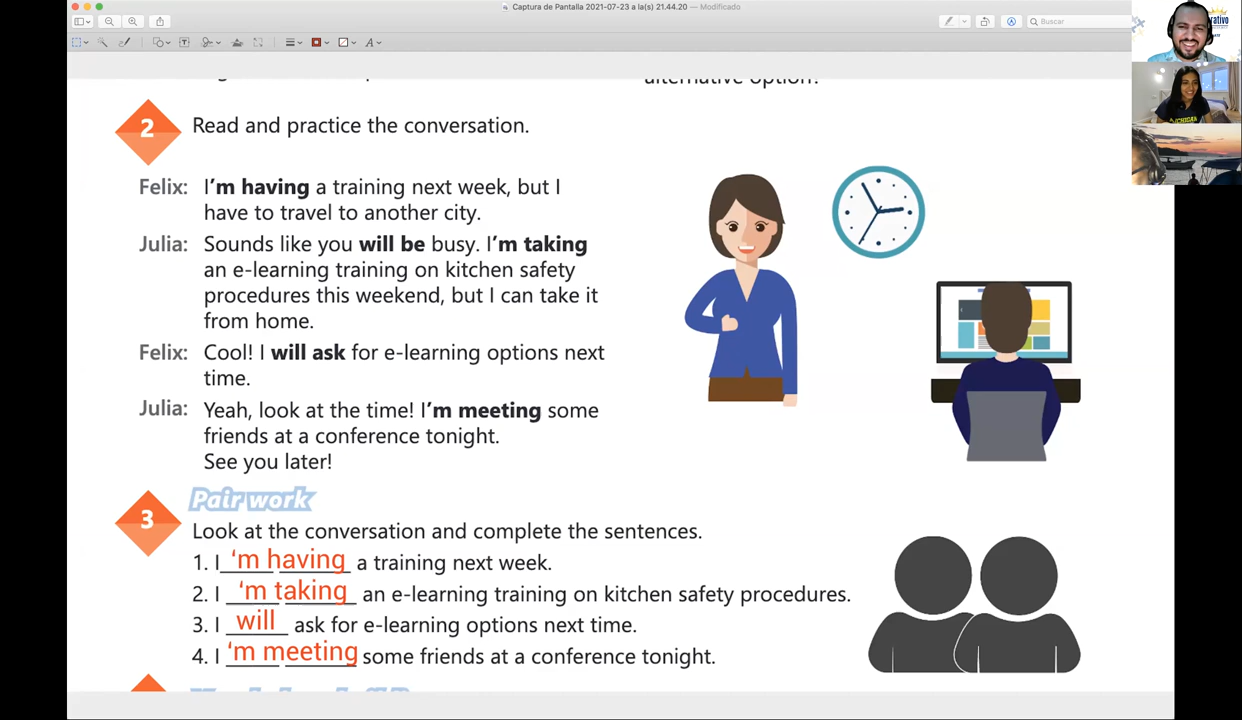 Captura de Pantalla 2021-07-23 a la(s) 21.44.20 — Modificado
Buscar
alternative option?
2 Read and practice the conversation.
Felix: I'm having a training next week, but I
have to travel to another city.
Julia: Sounds like you will be busy. I'm taking
an e-learning training on kitchen safety
procedures this weekend, but I can take it
from home.
Felix: Cool! I will ask for e-learning options next
time.
Julia: Yeah, look at the time! I'm meeting some
friends at a conference tonight.
See you later!
Pair work
3 Look at the conversation and complete the sentences.
1. I 'm having a training next week.
2. I 'm taking an e-learning training on kitchen safety procedures.
3. I will ask for e-learning options next time.
4. I 'm meeting some friends at a conference tonight.